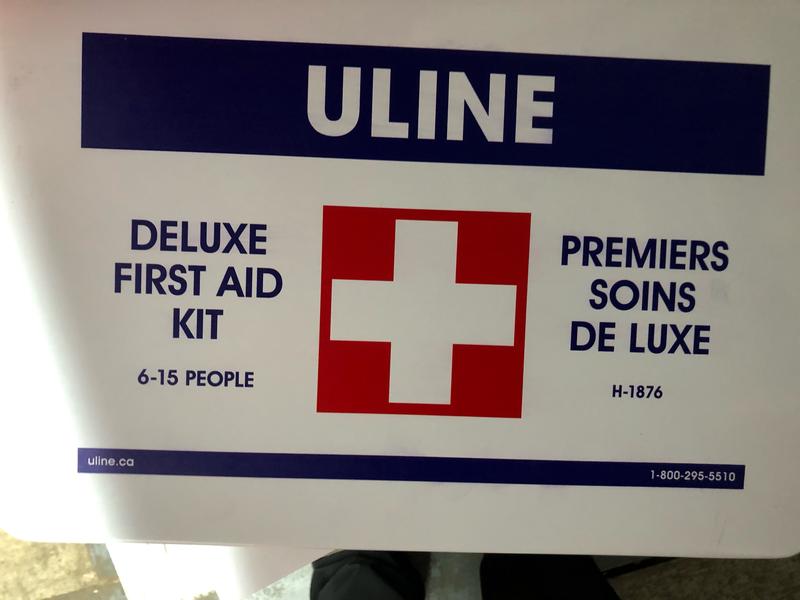 ULINE
DELUXE
FIRST AID
KIT
6-15 PEOPLE
PREMIERS
SOINS
DE LUXE
H-1876
uline.ca
1-800-295-5510